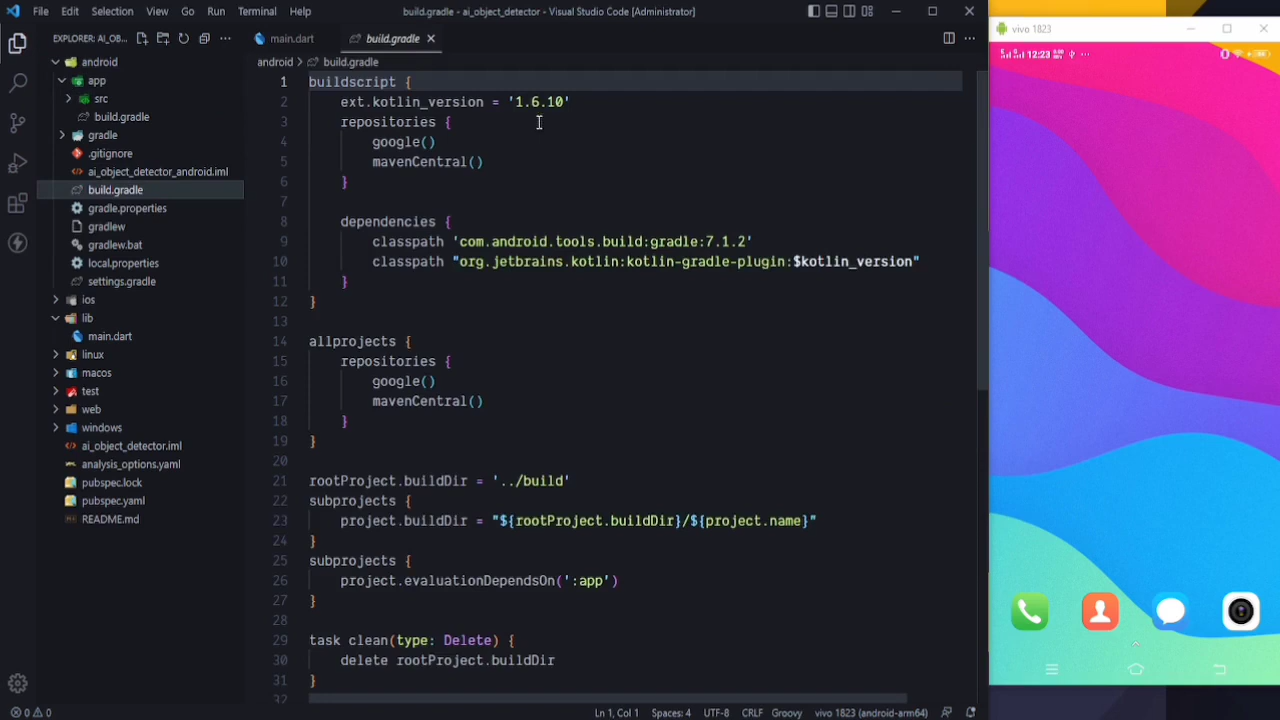 File Edit Selection View Go Run Terminal Help
build.gradle - ai_object_detector - Visual Studio Code [Administrator]
vivo 1823
EXPLORER: AI_OB...
main.dart
build.gradle
android
app
src
build.gradle
gradle
.gitignore
ai_object_detector_android.iml
build.gradle
gradle.properties
gradlew
gradlew.bat
local.properties
settings.gradle
ios
lib
main.dart
linux
macos
test
web
windows
ai_object_detector.iml
analysis_options.yaml
pubspec.lock
pubspec.yaml
README.md
android > build.gradle
1 buildscript {
2 ext.kotlin_version = '1.6.10'
3 repositories {
4 google()
5 mavenCentral()
6 }
7
8 dependencies {
9 classpath 'com.android.tools.build:gradle:7.1.2'
10 classpath "org.jetbrains.kotlin:kotlin-gradle-plugin:$kotlin_version"
11 }
12 }
13
14 allprojects {
15 repositories {
16 google()
17 mavenCentral()
18 }
19 }
20
21 rootProject.buildDir = '../build'
22 subprojects {
23 project.buildDir = "${rootProject.buildDir}/${project.name}"
24 }
25 subprojects {
26 project.evaluationDependsOn(':app')
27 }
28
29 task clean(type: Delete) {
30 delete rootProject.buildDir
31 }
32
12:23
0 0
Ln 1, Col 1 Spaces: 4 UTF-8 CRLF Groovy vivo 1823 (android-arm64)